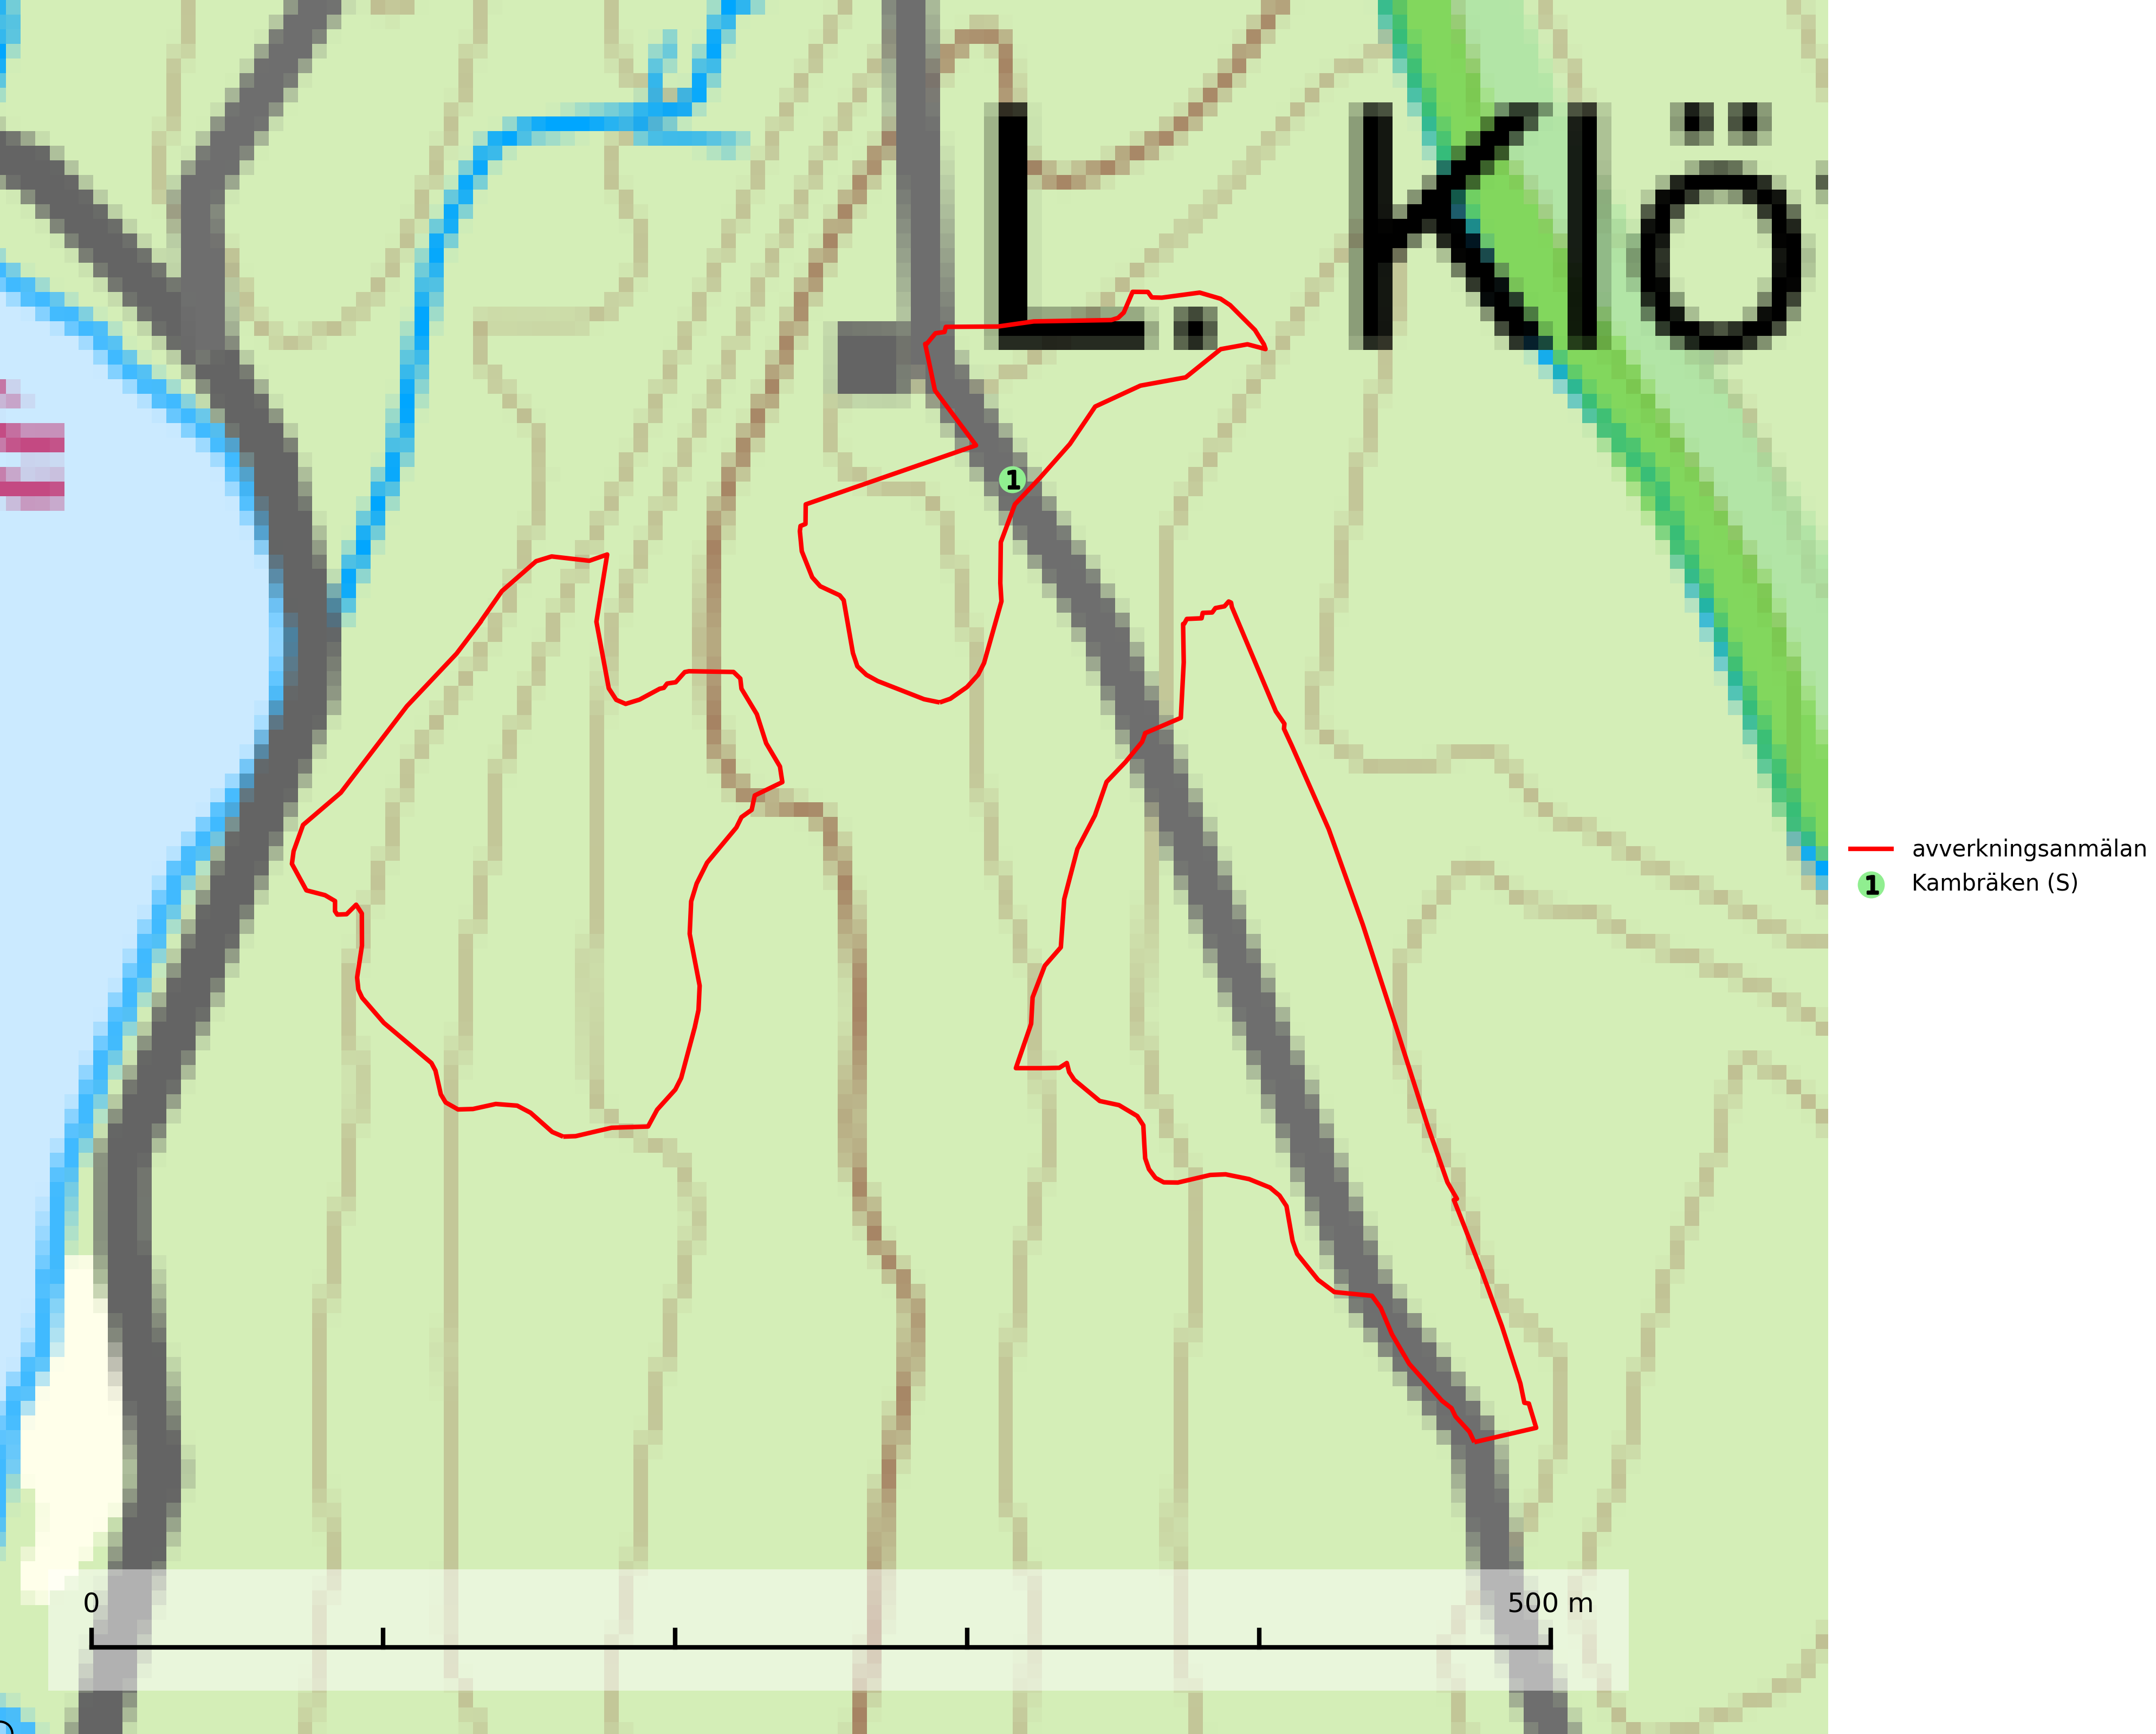 L. Klö
1
avverkningsanmälan
1 Kambräken (S)
0 500 m